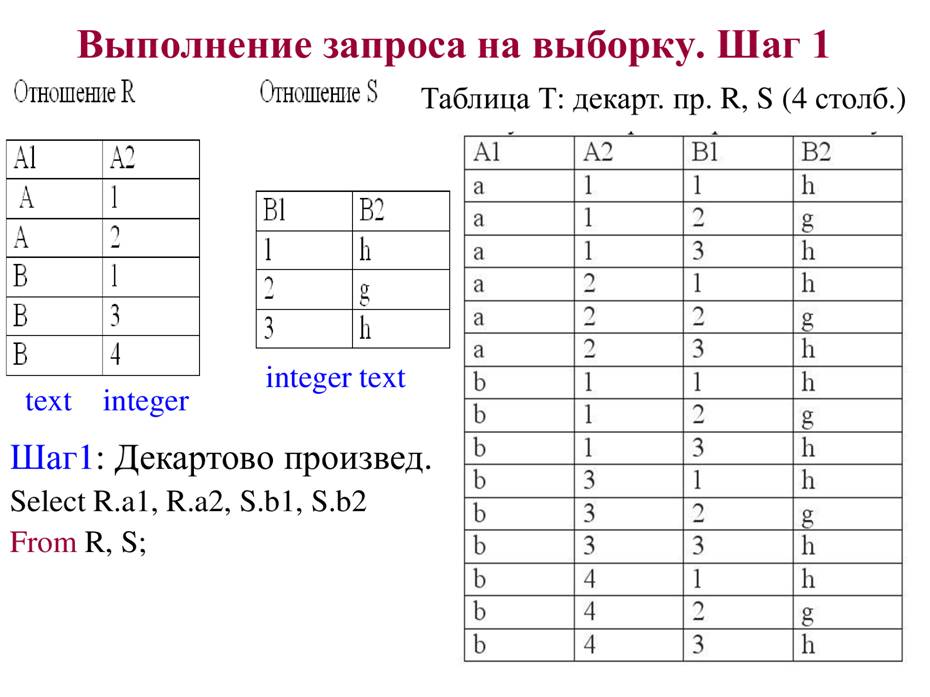 Выполнение запроса на выборку. Шаг 1
Отношение R
Отношение S
Таблица T: декарт. пр. R, S (4 столб.)
A1 A2
A 1
A 2
B 1
B 3
B 4
text integer
B1 B2
1 h
2 g
3 h
integer text
Шаг1: Декартово произвед.
Select R.a1, R.a2, S.b1, S.b2
From R, S;
A1 A2 B1 B2
a 1 1 h
a 1 2 g
a 1 3 h
a 2 1 h
a 2 2 g
a 2 3 h
b 1 1 h
b 1 2 g
b 1 3 h
b 3 1 h
b 3 2 g
b 3 3 h
b 4 1 h
b 4 2 g
b 4 3 h